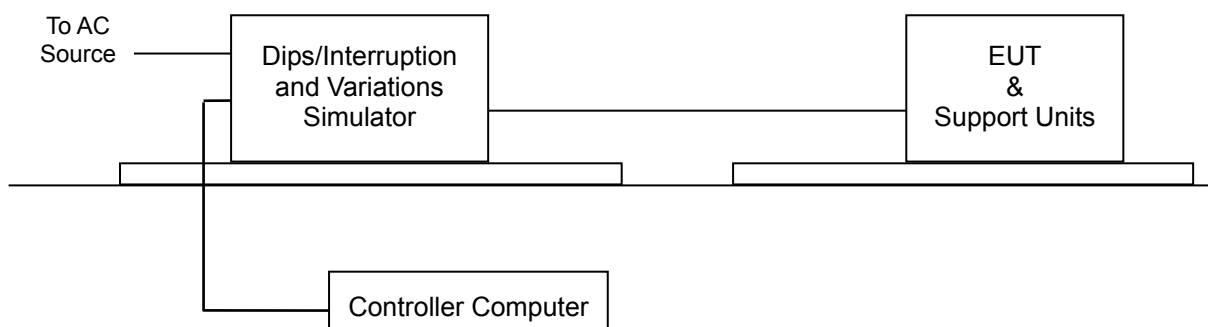 To AC
Source
Dips/Interruption
and Variations
Simulator
EUT
&
Support Units
Controller Computer